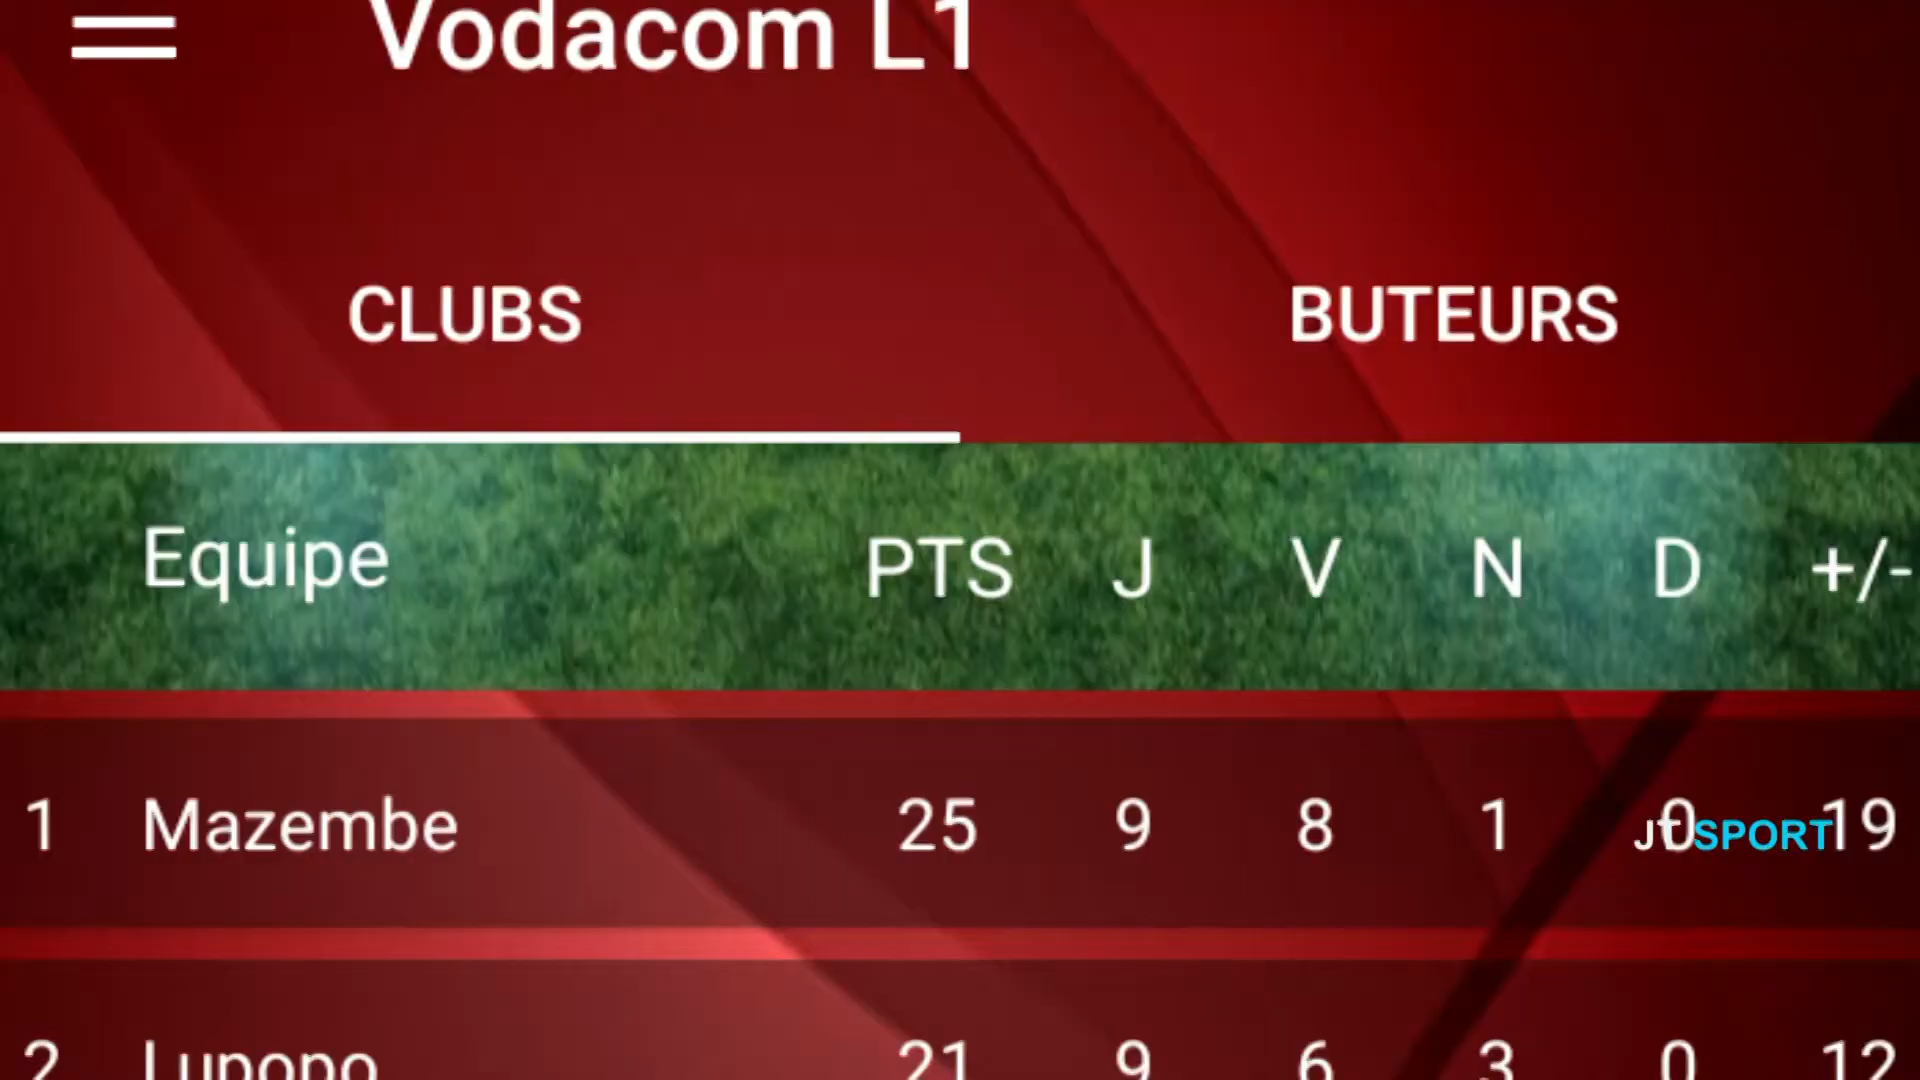 Vodacom L1
CLUBS BUTEURS
Equipe PTS J V N D +/-
1 Mazembe 25 9 8 1 0 19
JT SPORT
2 Lupopo 21 9 6 3 0 12